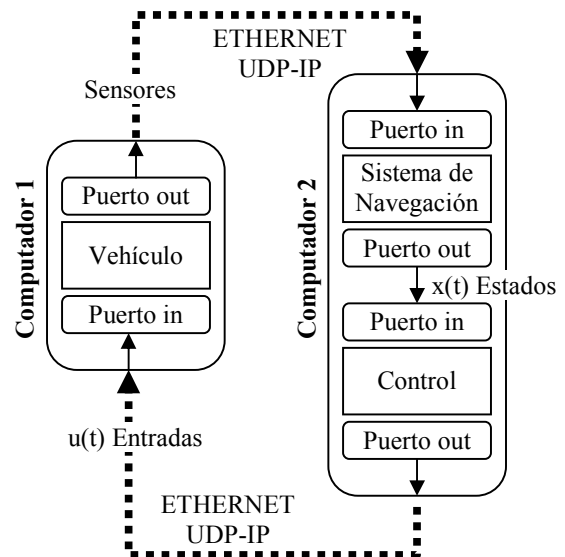 ETHERNET
UDP-IP
Sensores
Computador 1
Puerto out
Vehículo
Puerto in
u(t) Entradas
Computador 2
Puerto in
Sistema de
Navegación
Puerto out
x(t) Estados
Puerto in
Control
Puerto out
ETHERNET
UDP-IP